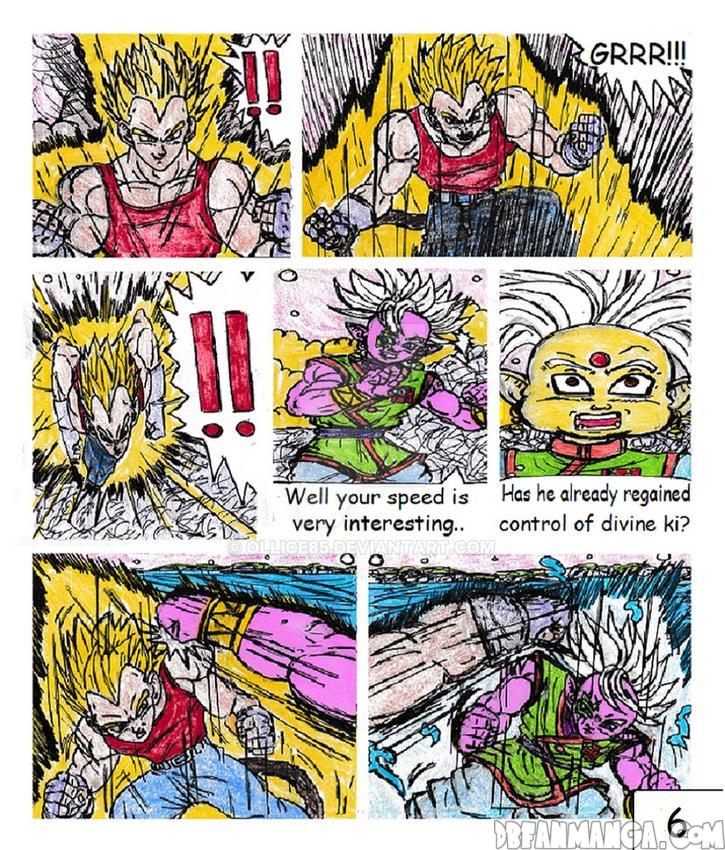 !!
GRRR!!!
!!
Well your speed is
very interesting..
Has he already regained
control of divine ki?
© OLLICE85.DEVIANTART.COM
6
DBFANMANGA.COM